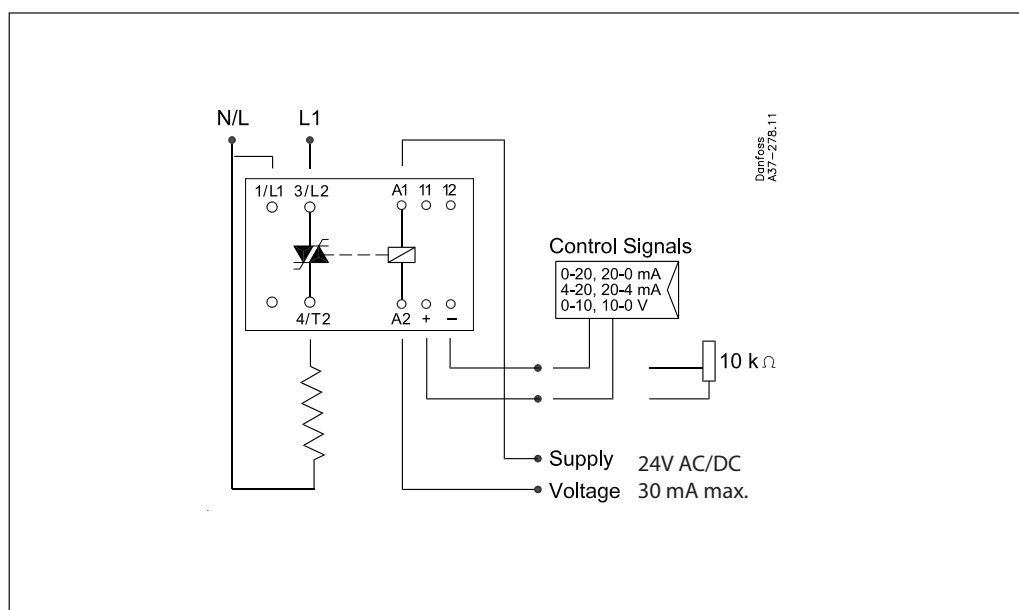 N/L L1
Danfoss
A37-278.11
1/L1 3/L2 A1 11 12
Control Signals
0-20, 20-0 mA
4-20, 20-4 mA
0-10, 10-0 V
4/T2 A2 + −
10 kΩ
Supply 24V AC/DC
Voltage 30 mA max.